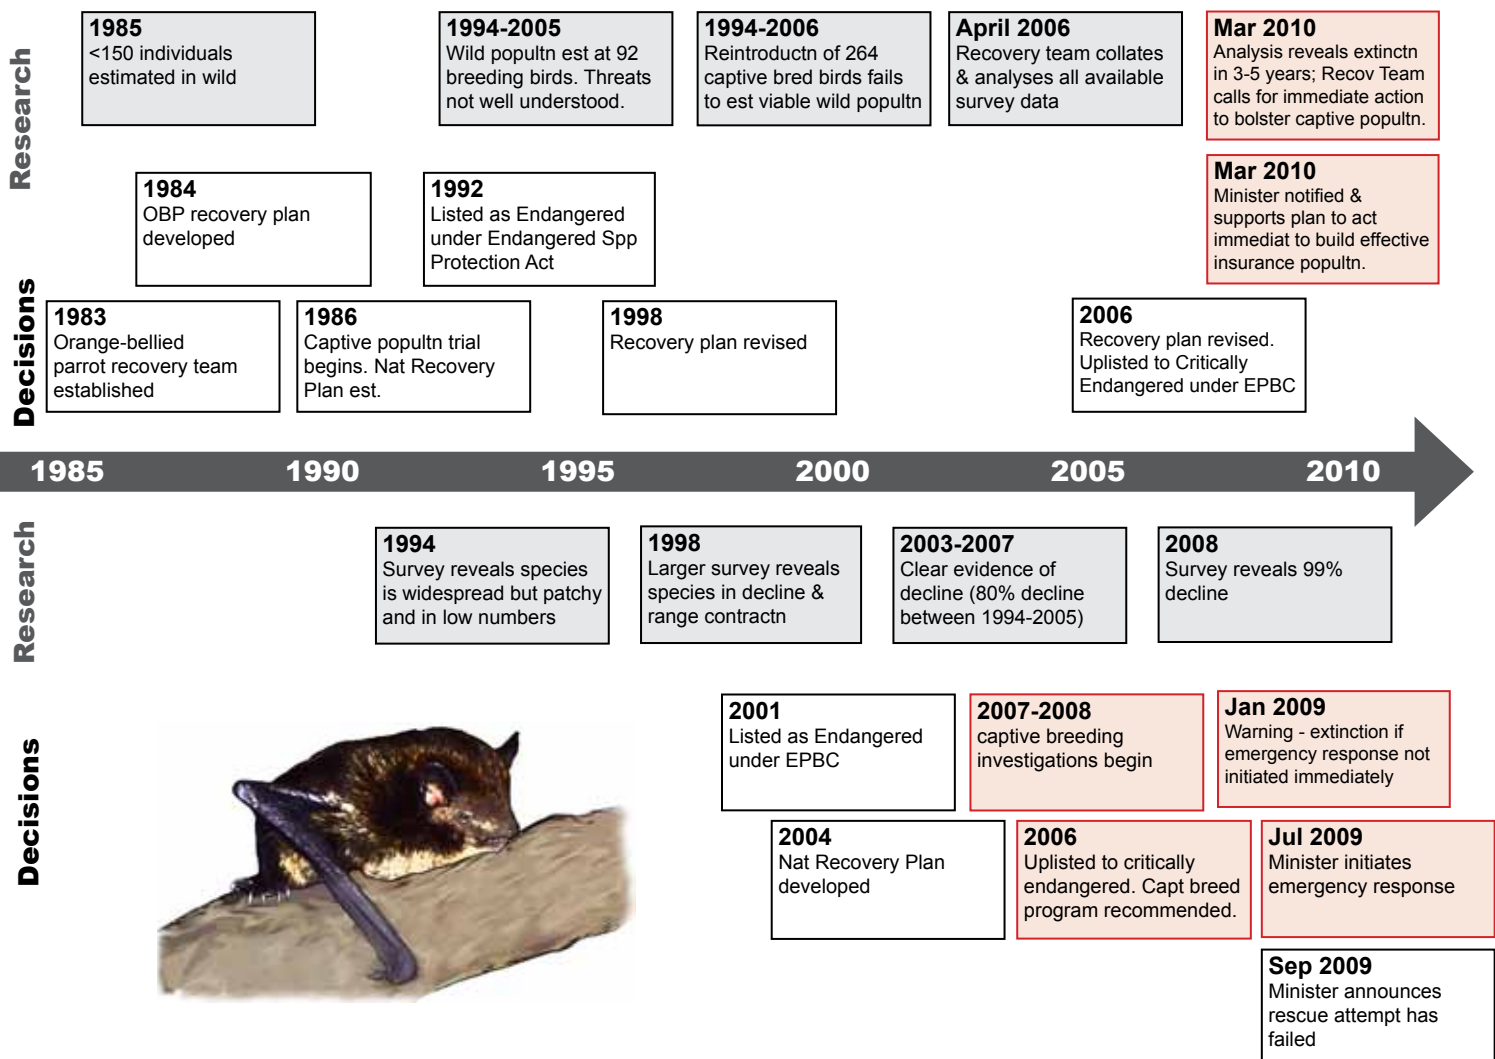 Research
1985
<150 individuals
estimated in wild
1994-2005
Wild popultn est at 92
breeding birds. Threats
not well understood.
1994-2006
Reintroductn of 264
captive bred birds fails
to est viable wild popultn
April 2006
Recovery team collates
& analyses all available
survey data
Mar 2010
Analysis reveals extinctn
in 3-5 years; Recov Team
calls for immediate action
to bolster captive popultn.
Decisions
1984
OBP recovery plan
developed
1992
Listed as Endangered
under Endangered Spp
Protection Act
Mar 2010
Minister notified &
supports plan to act
immediat to build effective
insurance popultn.
1983
Orange-bellied
parrot recovery team
established
1986
Captive popultn trial
begins. Nat Recovery
Plan est.
1998
Recovery plan revised
2006
Recovery plan revised.
Uplisted to Critically
Endangered under EPBC
1985 1990 1995 2000 2005 2010
Research
1994
Survey reveals species
is widespread but patchy
and in low numbers
1998
Larger survey reveals
species in decline &
range contractn
2003-2007
Clear evidence of
decline (80% decline
between 1994-2005)
2008
Survey reveals 99%
decline
Decisions
2001
Listed as Endangered
under EPBC
2007-2008
captive breeding
investigations begin
Jan 2009
Warning - extinction if
emergency response not
initiated immediately
2004
Nat Recovery Plan
developed
2006
Uplisted to critically
endangered. Capt breed
program recommended.
Jul 2009
Minister initiates
emergency response
Sep 2009
Minister announces
rescue attempt has
failed